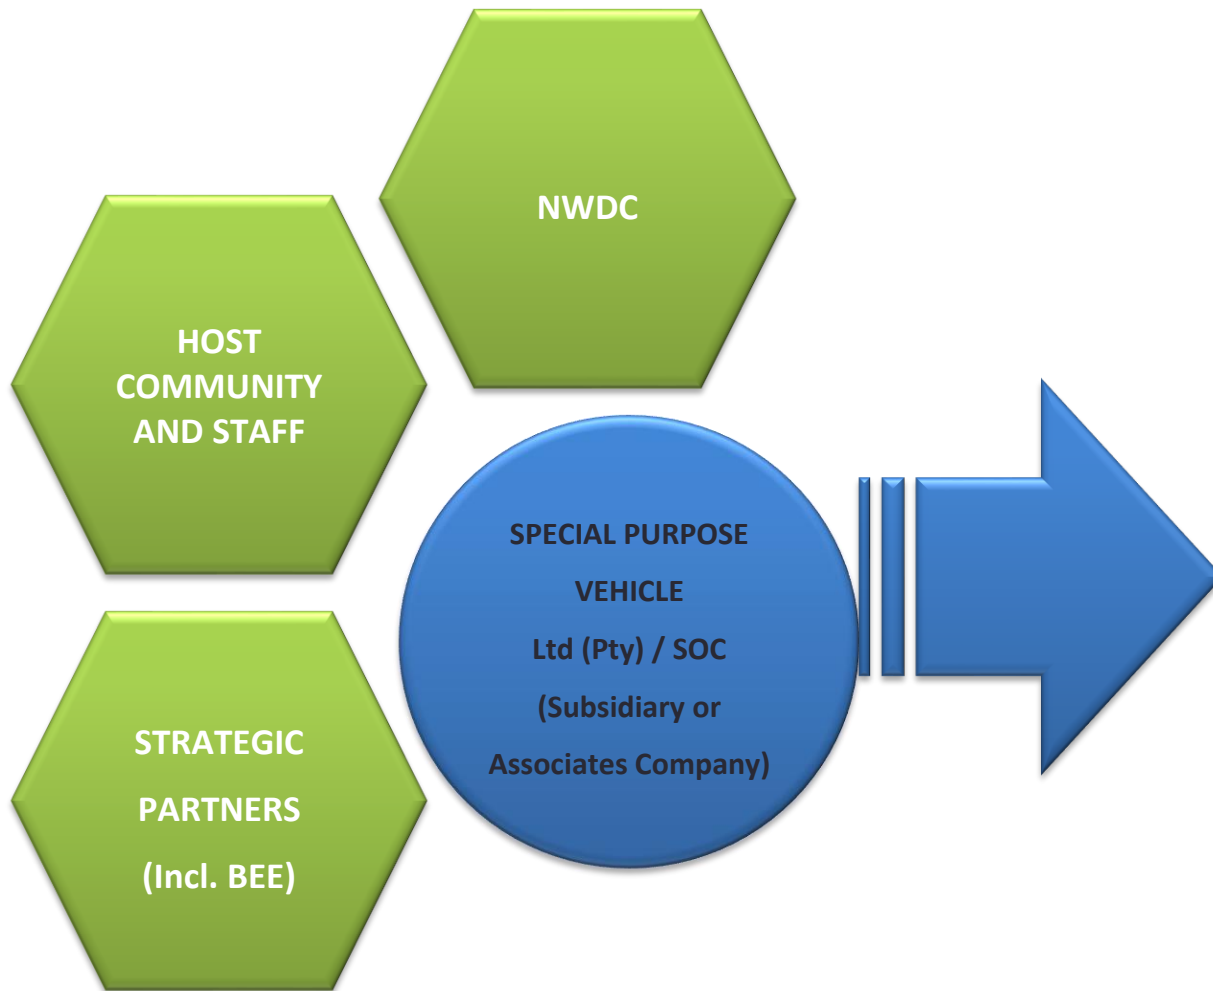 NWDC
HOST
COMMUNITY
AND STAFF
SPECIAL PURPOSE
VEHICLE
Ltd (Pty) / SOC
(Subsidiary or
Associates Company)
STRATEGIC
PARTNERS
(Incl. BEE)